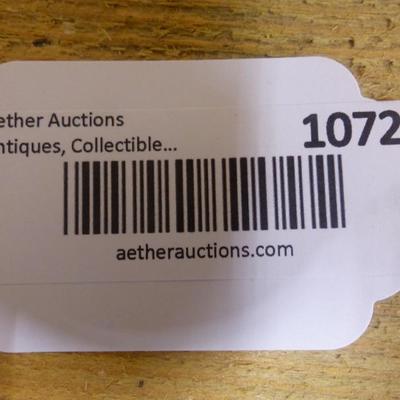 ether Auctions
ntiques, Collectible...
1072
aetherauctions.com